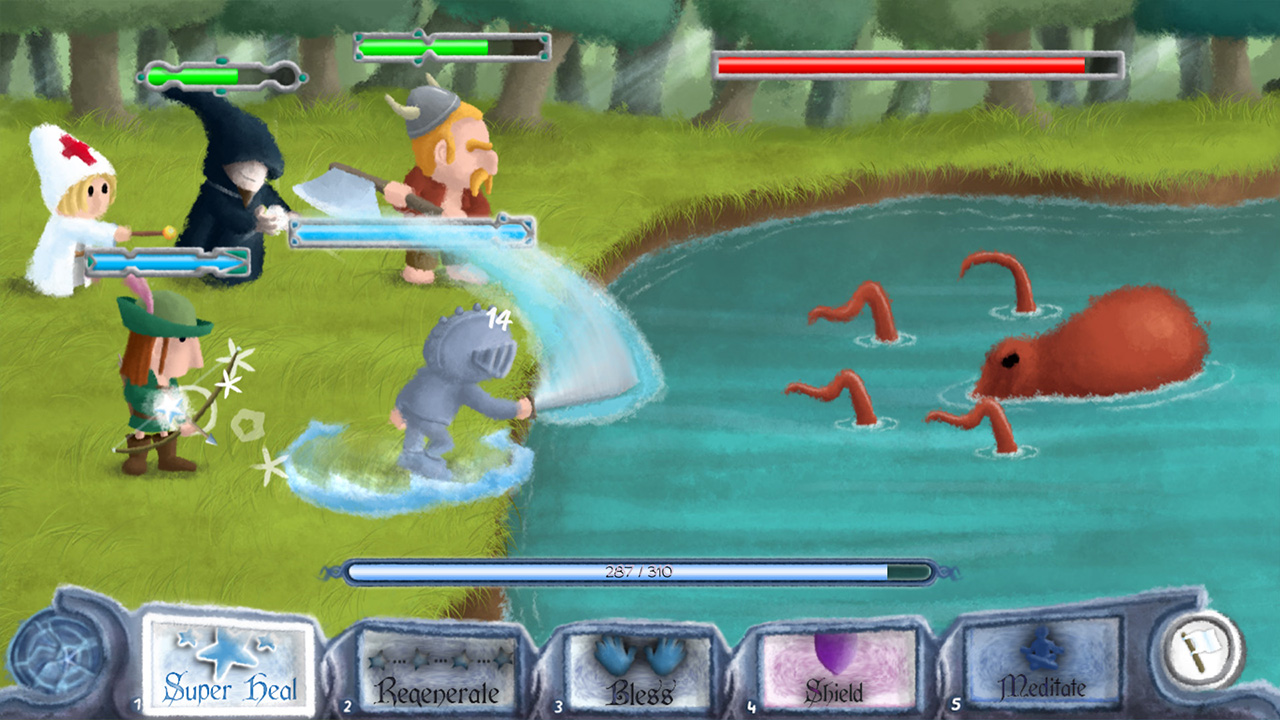 14
287 / 310
1 Super Heal
2 Regenerate
3 Bless
4 Shield
5 Meditate